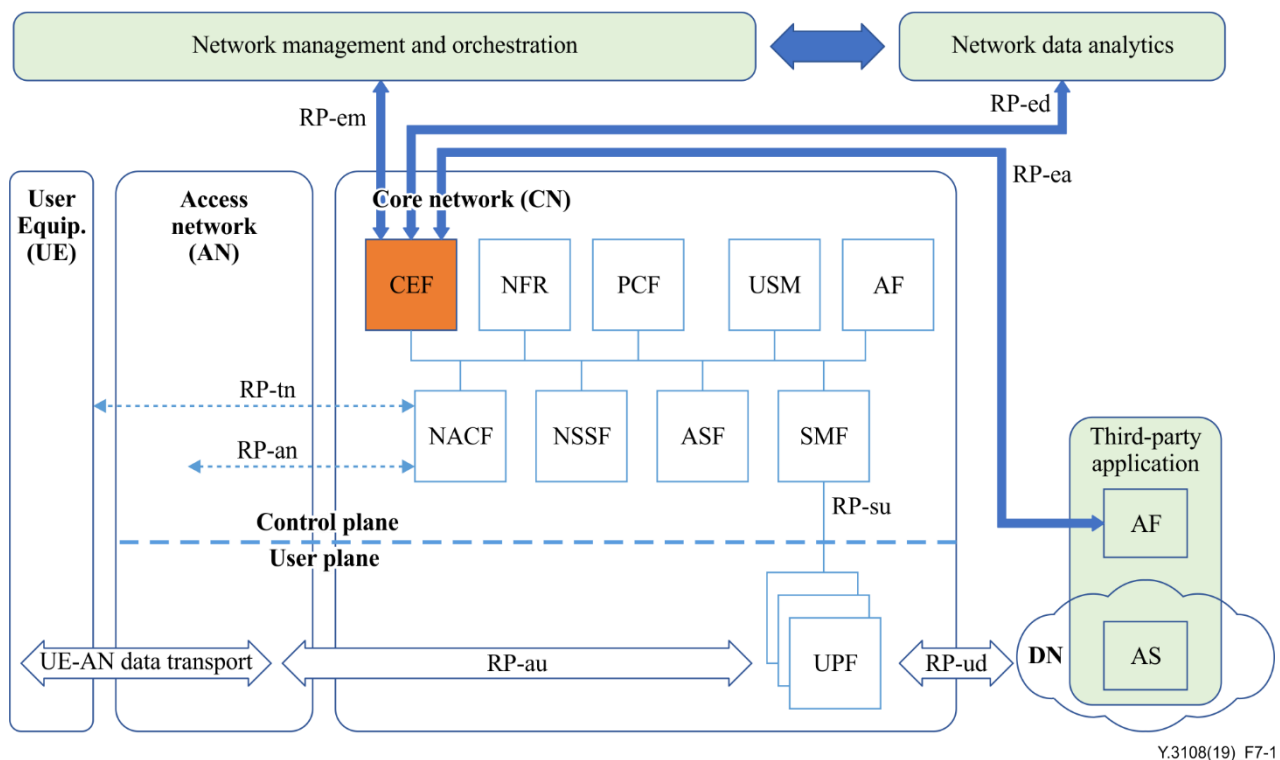 Network management and orchestration
Network data analytics
RP-em
RP-ed
RP-ea
User
Equip.
(UE)
Access
network
(AN)
Core network (CN)
CEF
NFR
PCF
USM
AF
RP-tn
NACF
NSSF
ASF
SMF
RP-an
Third-party
application
AF
RP-su
Control plane
User plane
UE-AN data transport
RP-au
UPF
RP-ud
DN
AS
Y.3108(19)_F7-1